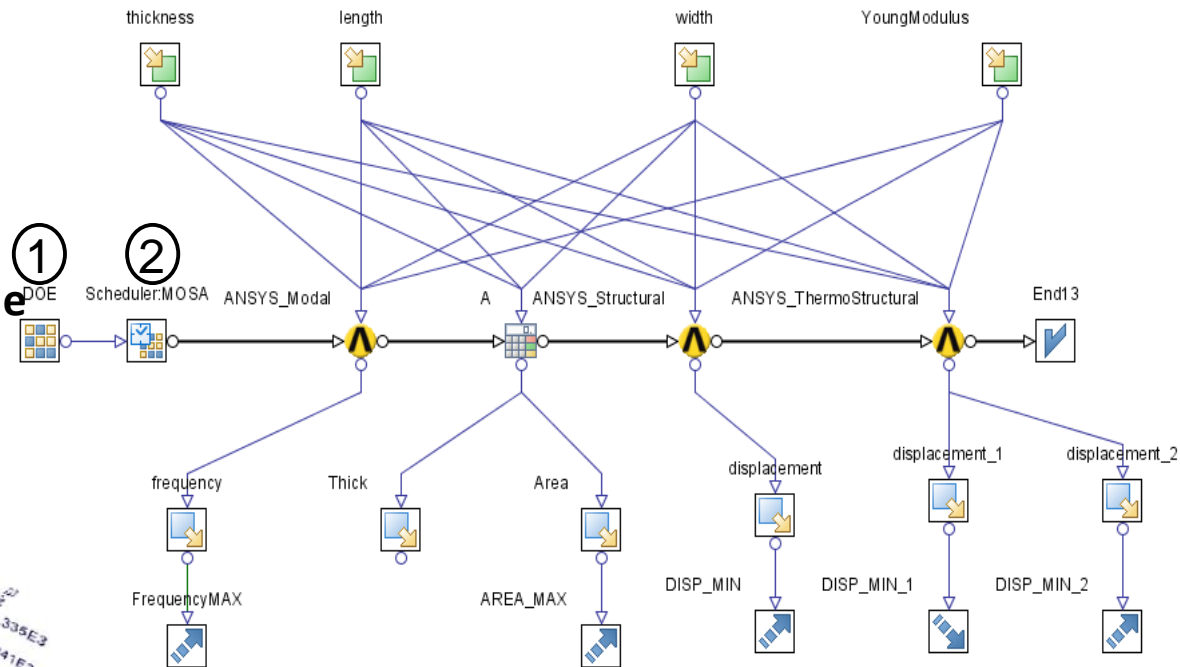 thickness length width YoungModulus
1 2
e
DOE Scheduler:MOSA ANSYS_Modal A ANSYS_Structural ANSYS_ThermoStructural End13
frequency Thick Area displacement displacement_1 displacement_2
FrequencyMAX AREA_MAX DISP_MIN DISP_MIN_1 DISP_MIN_2
335E3